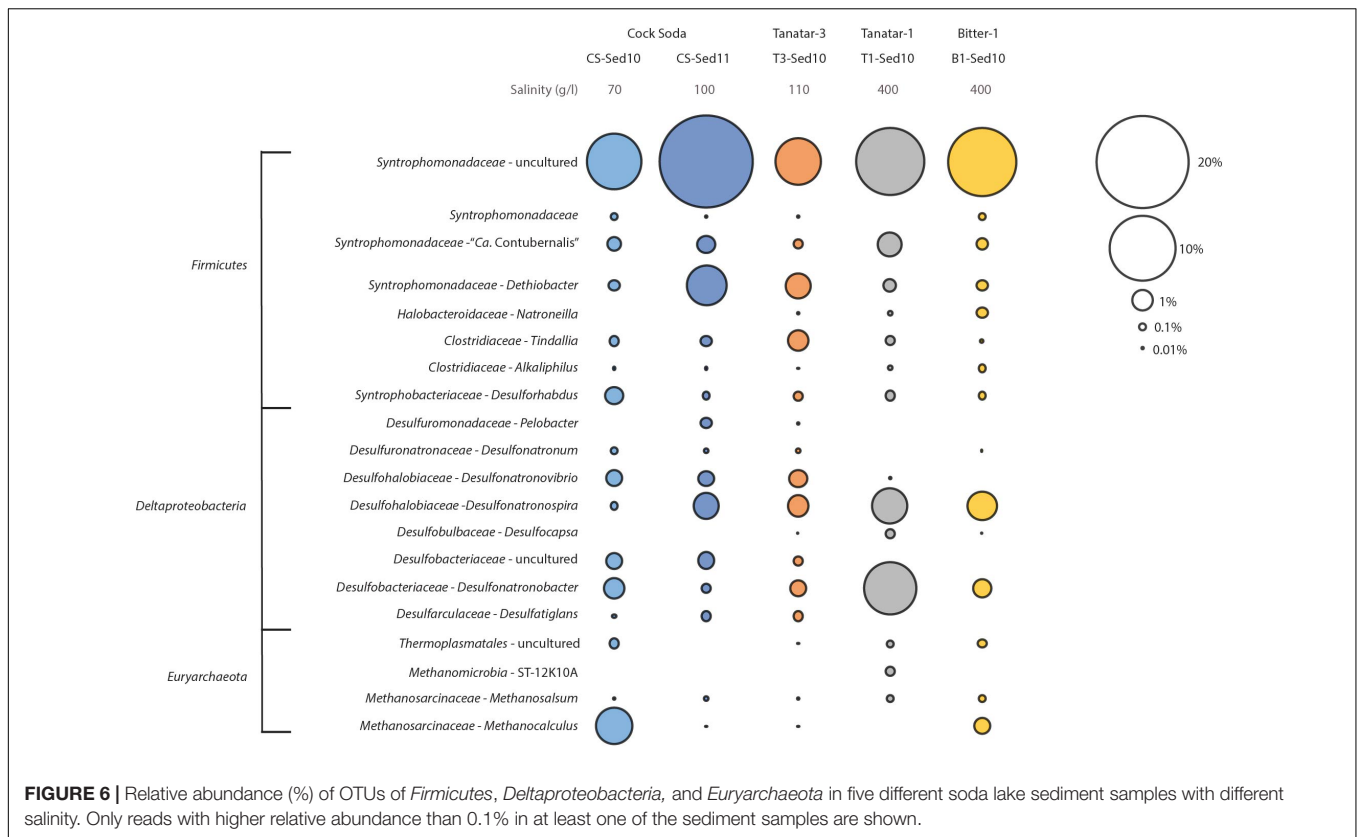 Cock Soda Tanatar-3 Tanatar-1 Bitter-1
CS-Sed10 CS-Sed11 T3-Sed10 T1-Sed10 B1-Sed10
Salinity (g/l) 70 100 110 400 400
Syntrophomonadaceae - uncultured
20%
Syntrophomonadaceae
Syntrophomonadaceae -"Ca. Contubernalis"
10%
Firmicutes
Syntrophomonadaceae - Dethiobacter
1%
Halobacteroidaceae - Natroneilla
0.1%
Clostridiaceae - Tindallia
0.01%
Clostridiaceae - Alkaliphilus
Syntrophobacteriaceae - Desulforhabdus
Desulfuromonadaceae - Pelobacter
Desulfuronatronaceae - Desulfonatronum
Desulfohalobiaceae - Desulfonatronovibrio
Deltaproteobacteria
Desulfohalobiaceae -Desulfonatronospira
Desulfobulbaceae - Desulfocapsa
Desulfobacteriaceae - uncultured
Desulfobacteriaceae - Desulfonatronobacter
Desulfarculaceae - Desulfatiglans
Thermoplasmatales - uncultured
Euryarchaeota
Methanomicrobia - ST-12K10A
Methanosarcinaceae - Methanosalsum
Methanosarcinaceae - Methanocalculus
FIGURE 6 | Relative abundance (%) of OTUs of Firmicutes, Deltaproteobacteria, and Euryarchaeota in five different soda lake sediment samples with different
salinity. Only reads with higher relative abundance than 0.1% in at least one of the sediment samples are shown.